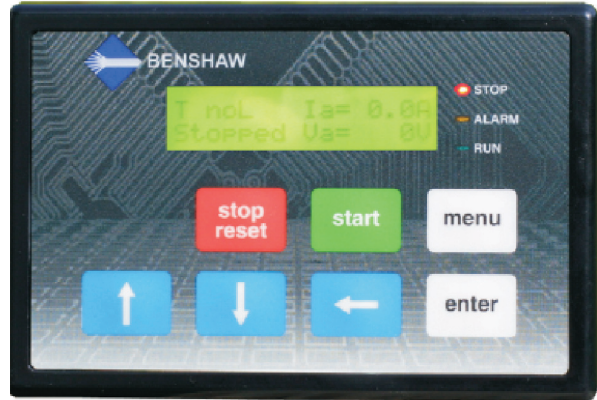 BENSHAW
T noL Ia= 0.0A
Stopped Va= 0V
STOP
ALARM
RUN
stop
reset
start
menu
enter